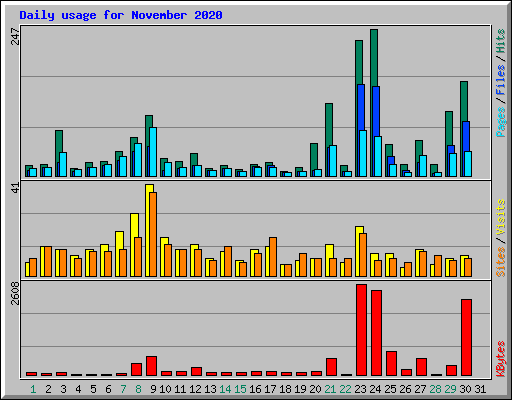 Daily usage for November 2020
247
Pages / Files / Hits
41
Sites / Visits
2608
KBytes
1 2 3 4 5 6 7 8 9 10 11 12 13 14 15 16 17 18 19 20 21 22 23 24 25 26 27 28 29 30 31